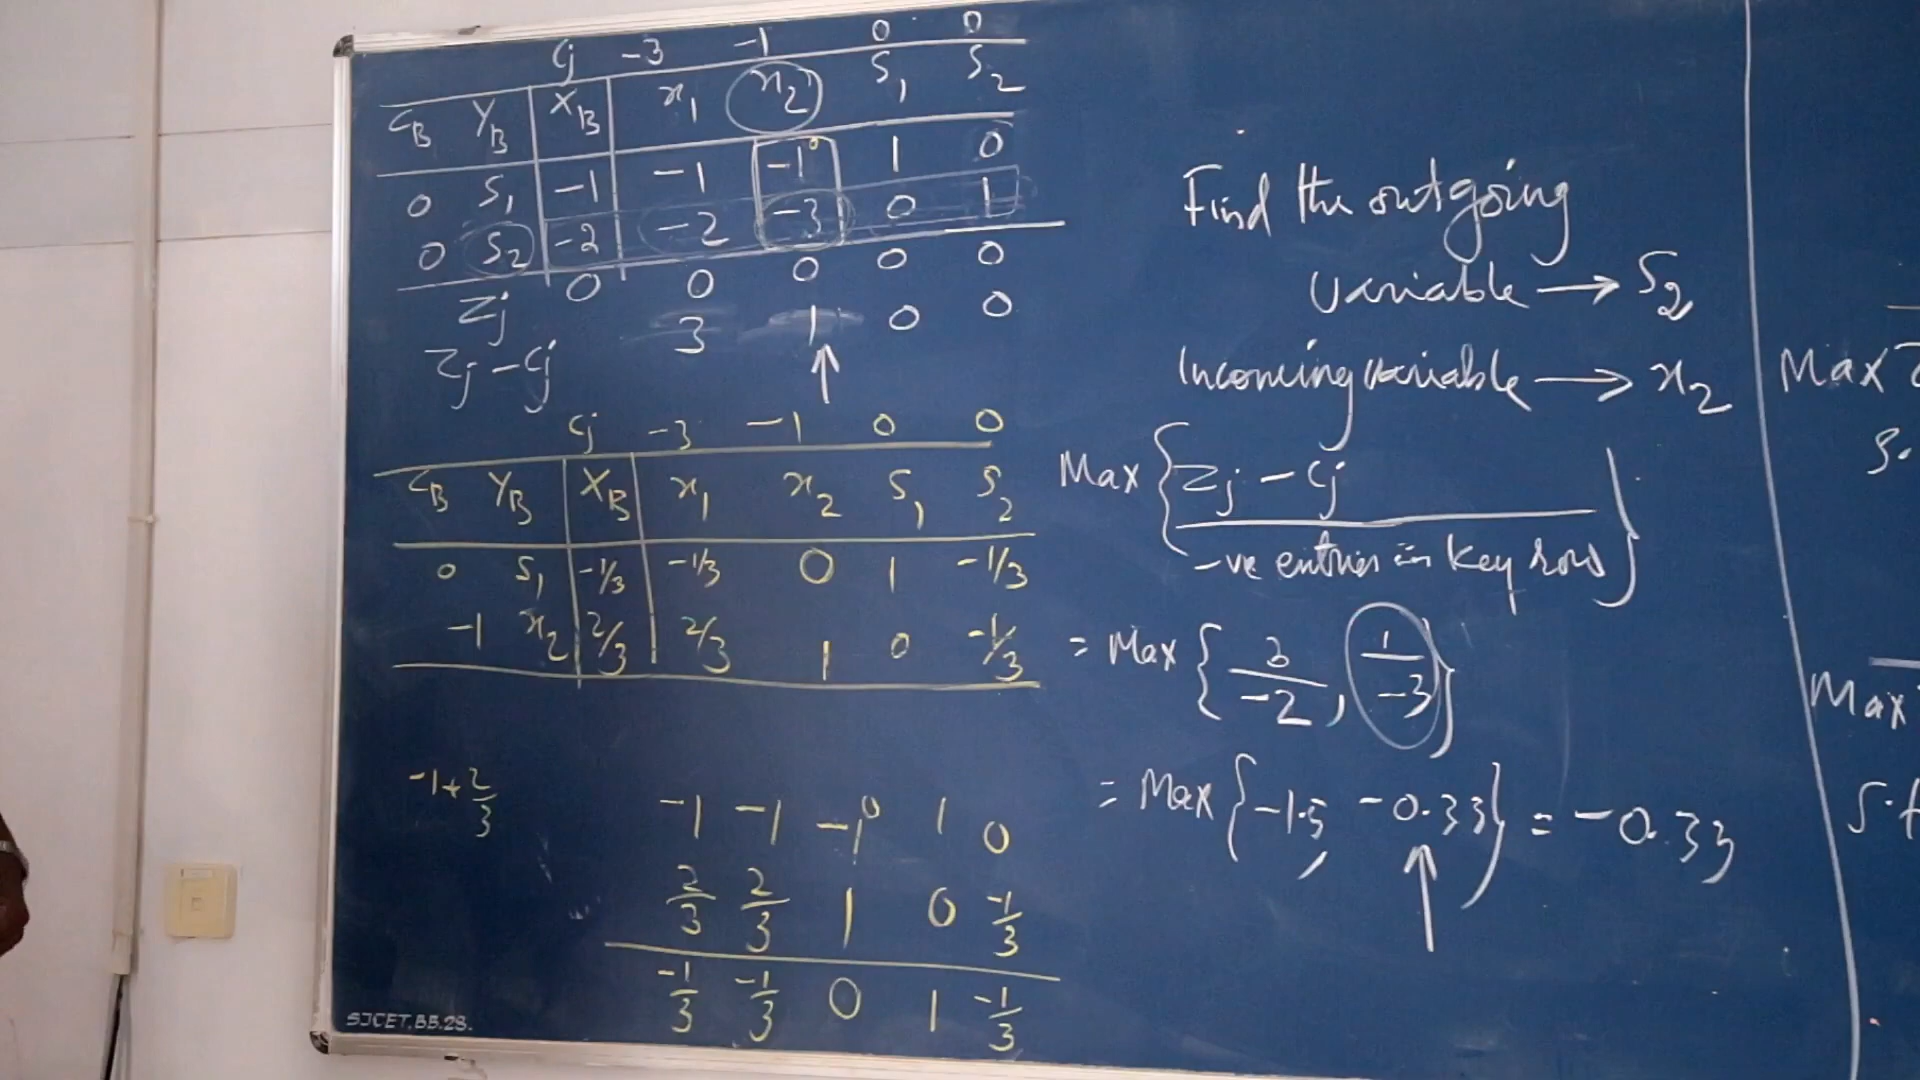 Cj -3 -1 0 0
CB YB XB x1 x2 S1 S2
0 S1 -1 -1 -1 0 1 0
0 S2 -2 -2 -3 0 1
Zj 0 0 0 0 0
Zj - Cj 3 1 0 0
Cj -3 -1 0 0
CB YB XB x1 x2 S1 S2
0 S1 -1/3 -1/3 0 1 -1/3
-1 x2 2/3 2/3 1 0 -1/3
-1 + 2/3
-1 -1 -1 0 1 0
2/3 2/3 1 0 -1/3
-1/3 -1/3 0 1 -1/3
SJCET.BB.28.
Find the outgoing
variable → S2
Incoming variable → x2
Max { Zj - Cj / -ve entries in key row }
= Max { 3/-2, 1/-3 }
= Max { -1.5, -0.33 } = -0.33
Max
S.
Max
S.t